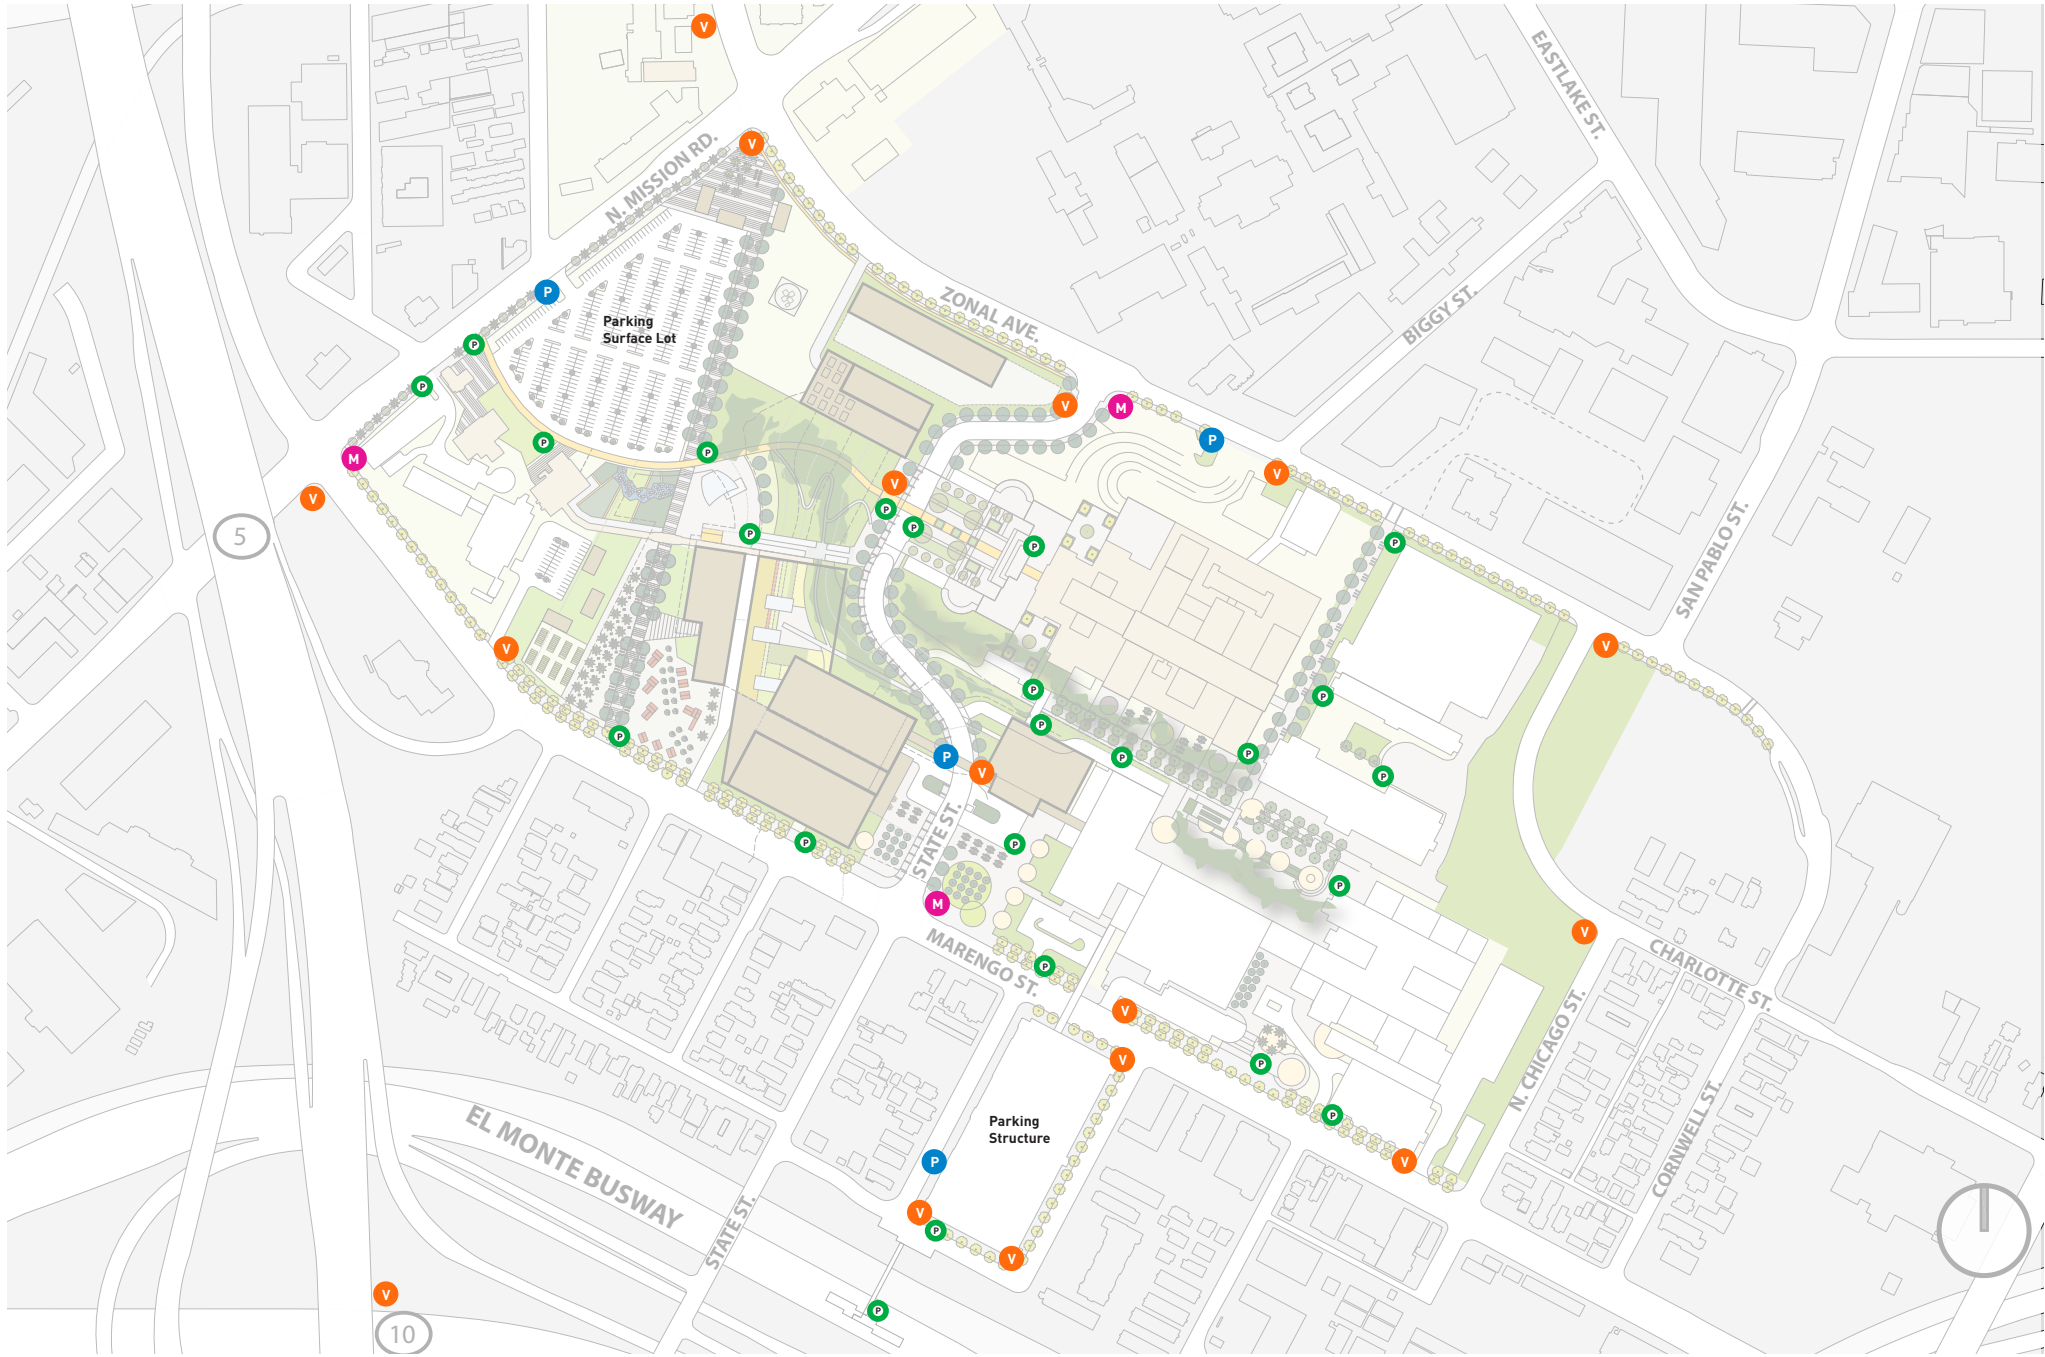 V
EASTLAKE ST.
N. MISSION RD.
V
P
ZONAL AVE.
BIGGY ST.
Parking
Surface Lot
P
P
V
M
P
P
P
M
V
V
V
5
P
P
P
P
P
SAN PABLO ST.
V
V
P
P
P
P
P
P
P
V
P
P
STATE ST.
P
P
M
V
MARENGO ST.
CHARLOTTE ST.
P
N. CHICAGO ST.
V
V
P
EL MONTE BUSWAY
Parking
Structure
P
CORNWELL ST.
P
V
STATE ST.
V
P
V
V
P
10